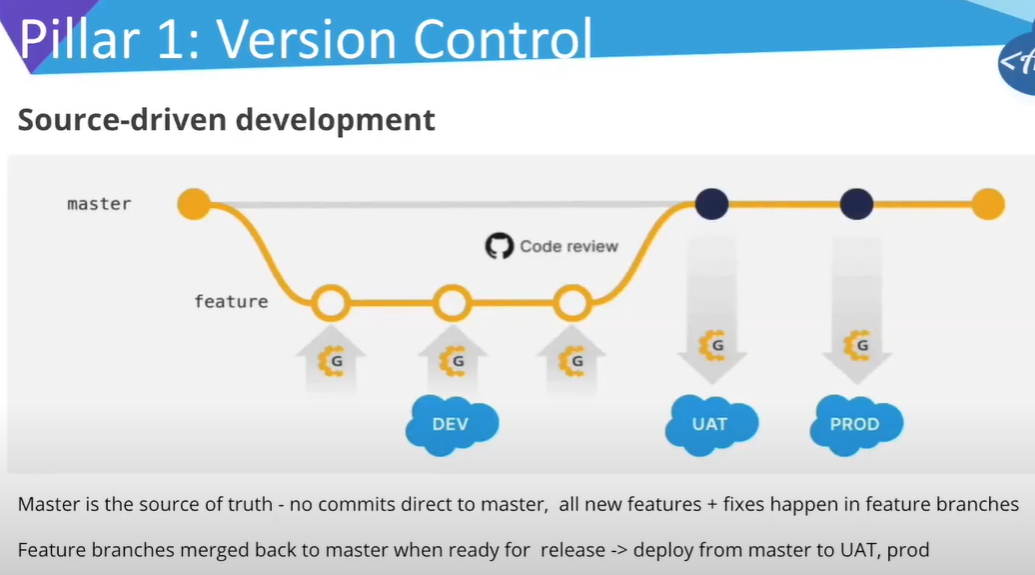 Pillar 1: Version Control
Source-driven development
master
Code review
feature
G
G
G
G
G
DEV
UAT
PROD
Master is the source of truth - no commits direct to master, all new features + fixes happen in feature branches
Feature branches merged back to master when ready for release -> deploy from master to UAT, prod